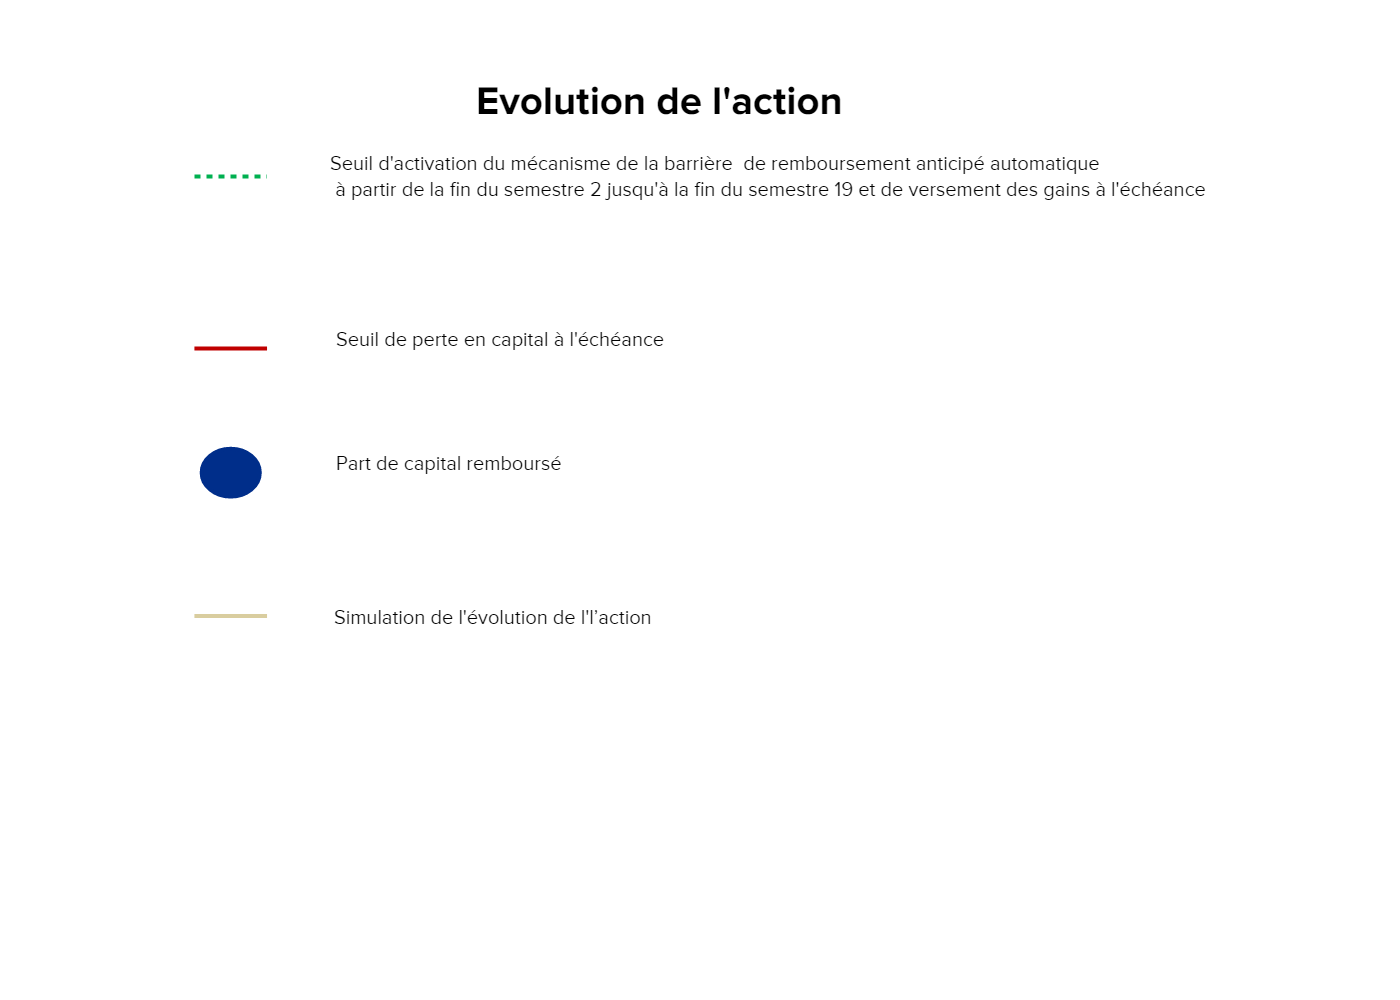 Evolution de l'action
Seuil d'activation du mécanisme de la barrière  de remboursement anticipé automatique
à partir de la fin du semestre 2 jusqu'à la fin du semestre 19 et de versement des gains à l'échéance
Seuil de perte en capital à l'échéance
Part de capital remboursé
Simulation de l'évolution de l'l’action